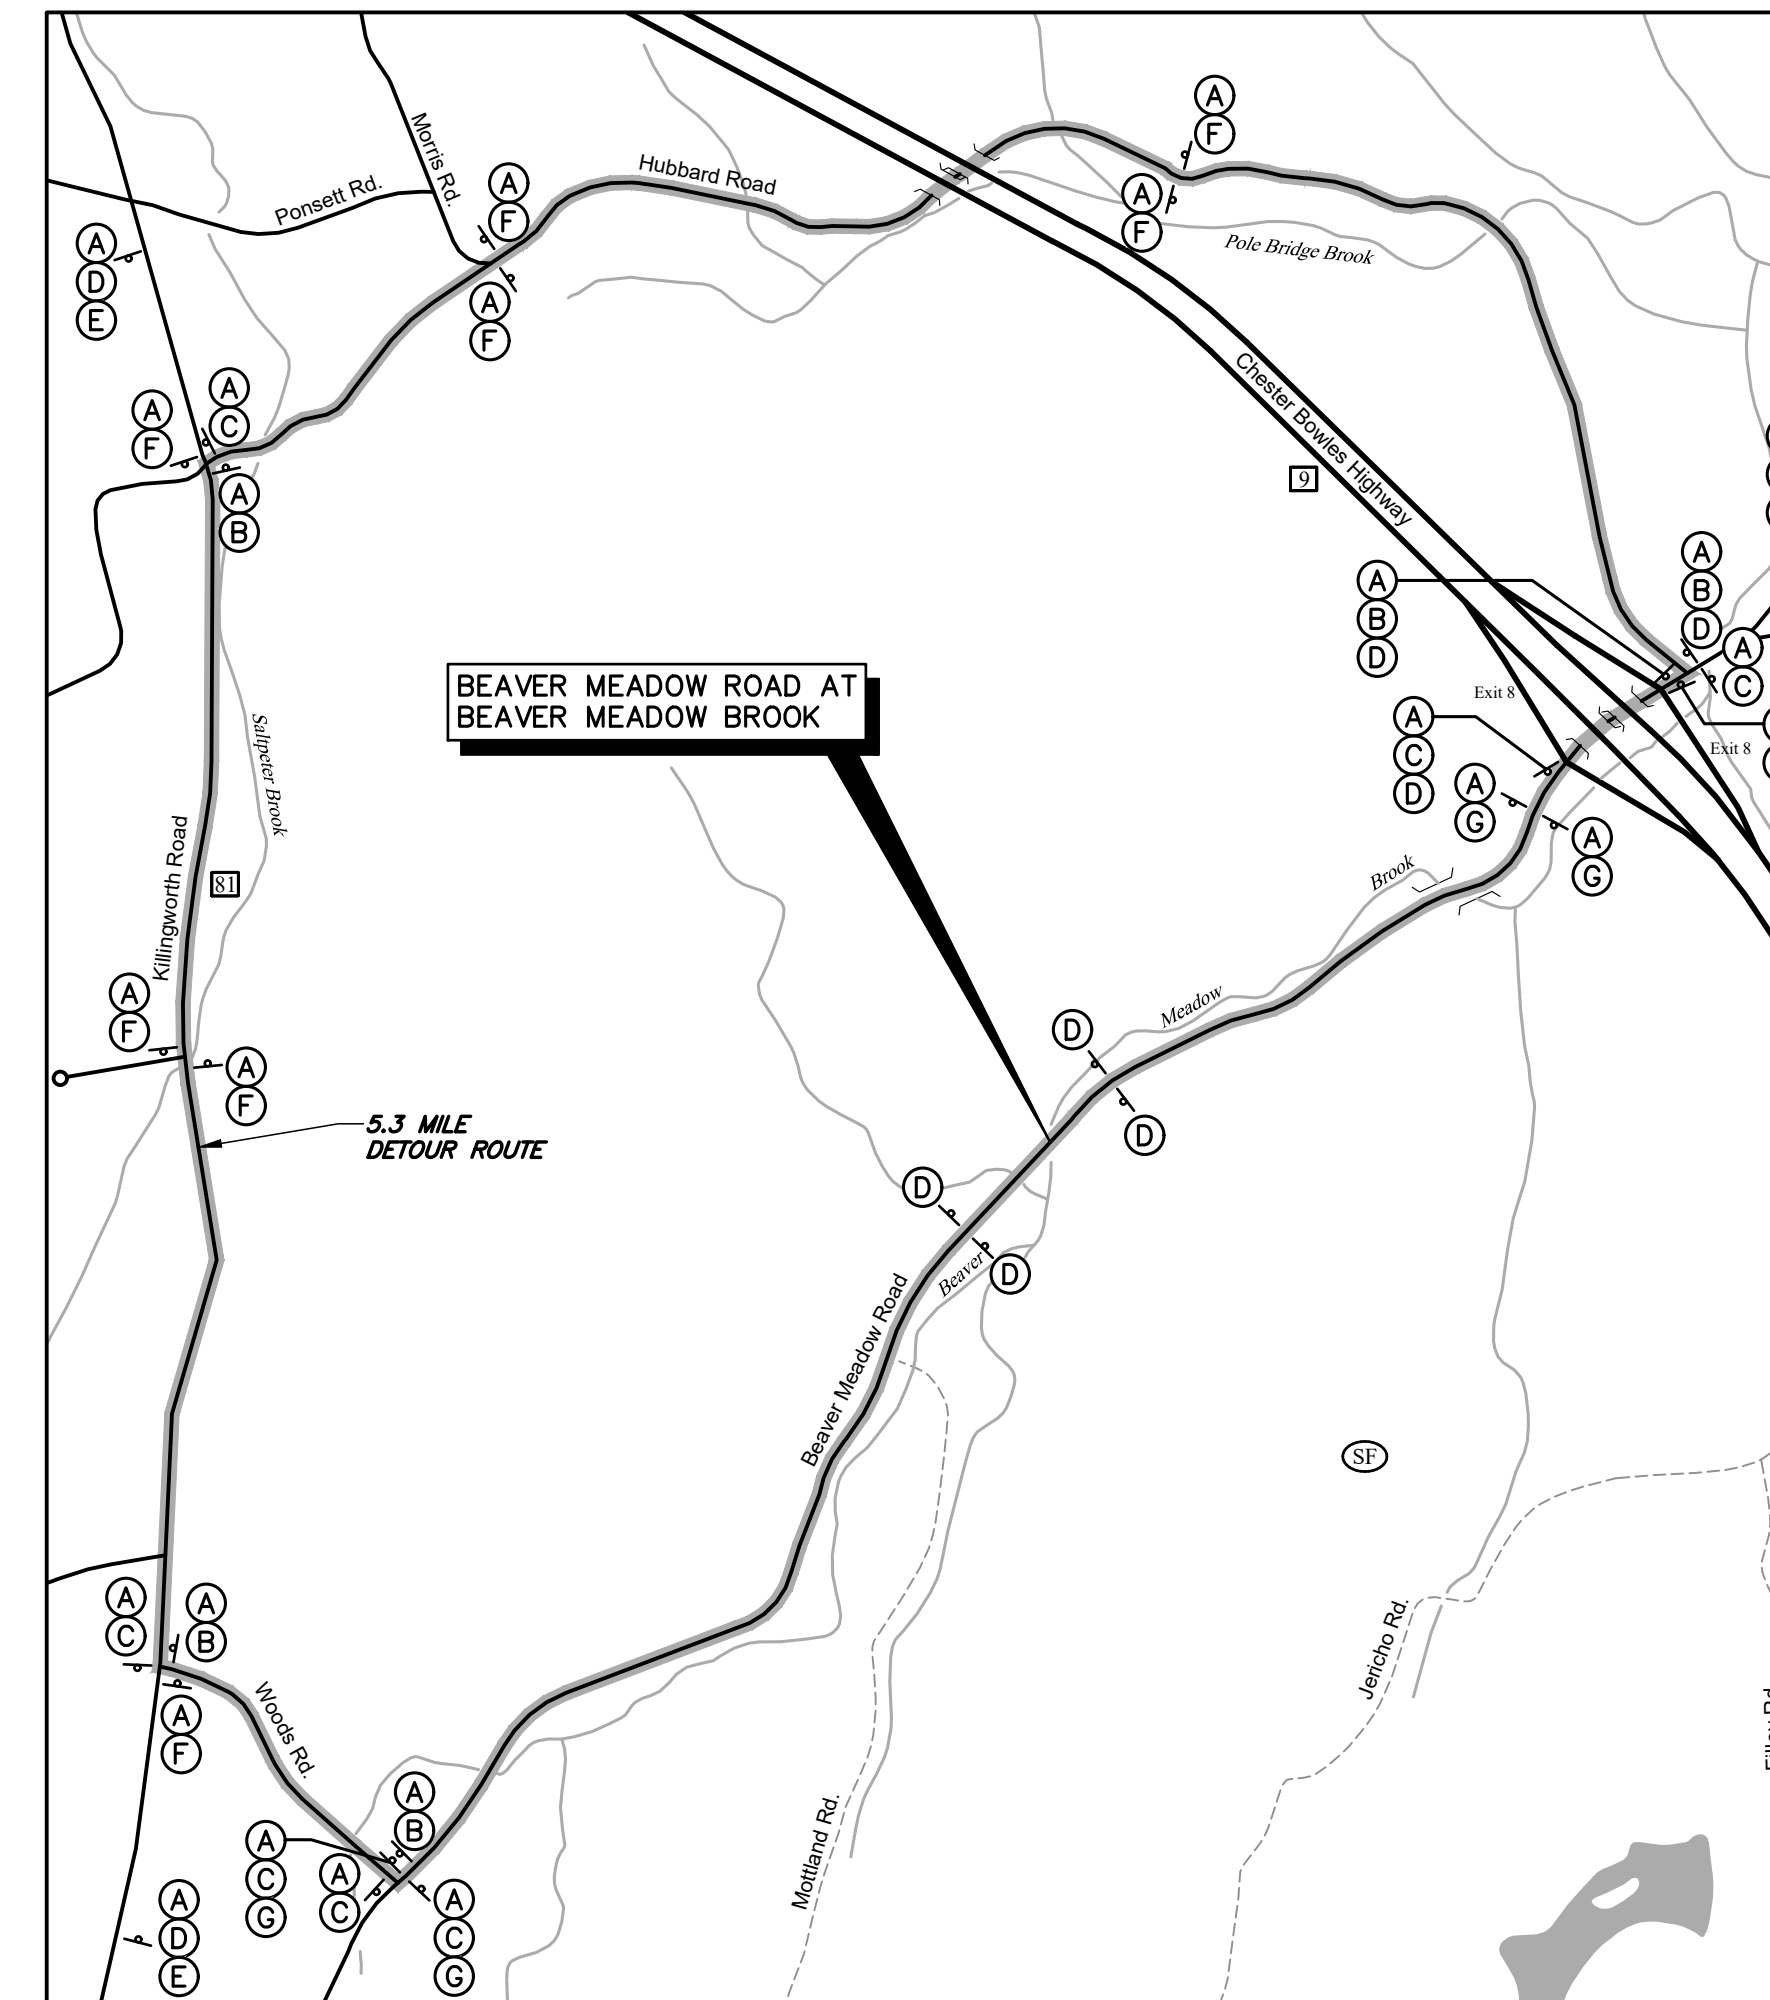 A
F
Morris Rd.
Hubbard Road
A
F
Ponsett Rd.
A
F
A
D
E
Pole Bridge Brook
A
F
Chester Bowles Highway
A
C
A
F
9
A
B
A
B
D
A
B
D
A
C
BEAVER MEADOW ROAD AT
BEAVER MEADOW BROOK
Exit 8
A
C
D
Exit 8
Saltpeter Brook
A
G
A
G
Killingworth Road
81
Brook
A
F
Meadow
D
A
F
5.3 MILE
DETOUR ROUTE
D
D
Beaver
D
Beaver Meadow Road
SF
A
C
A
B
Jericho Rd.
A
F
Woods Rd.
A
B
Mottland Rd.
A
C
G
A
C
A
C
G
A
D
E